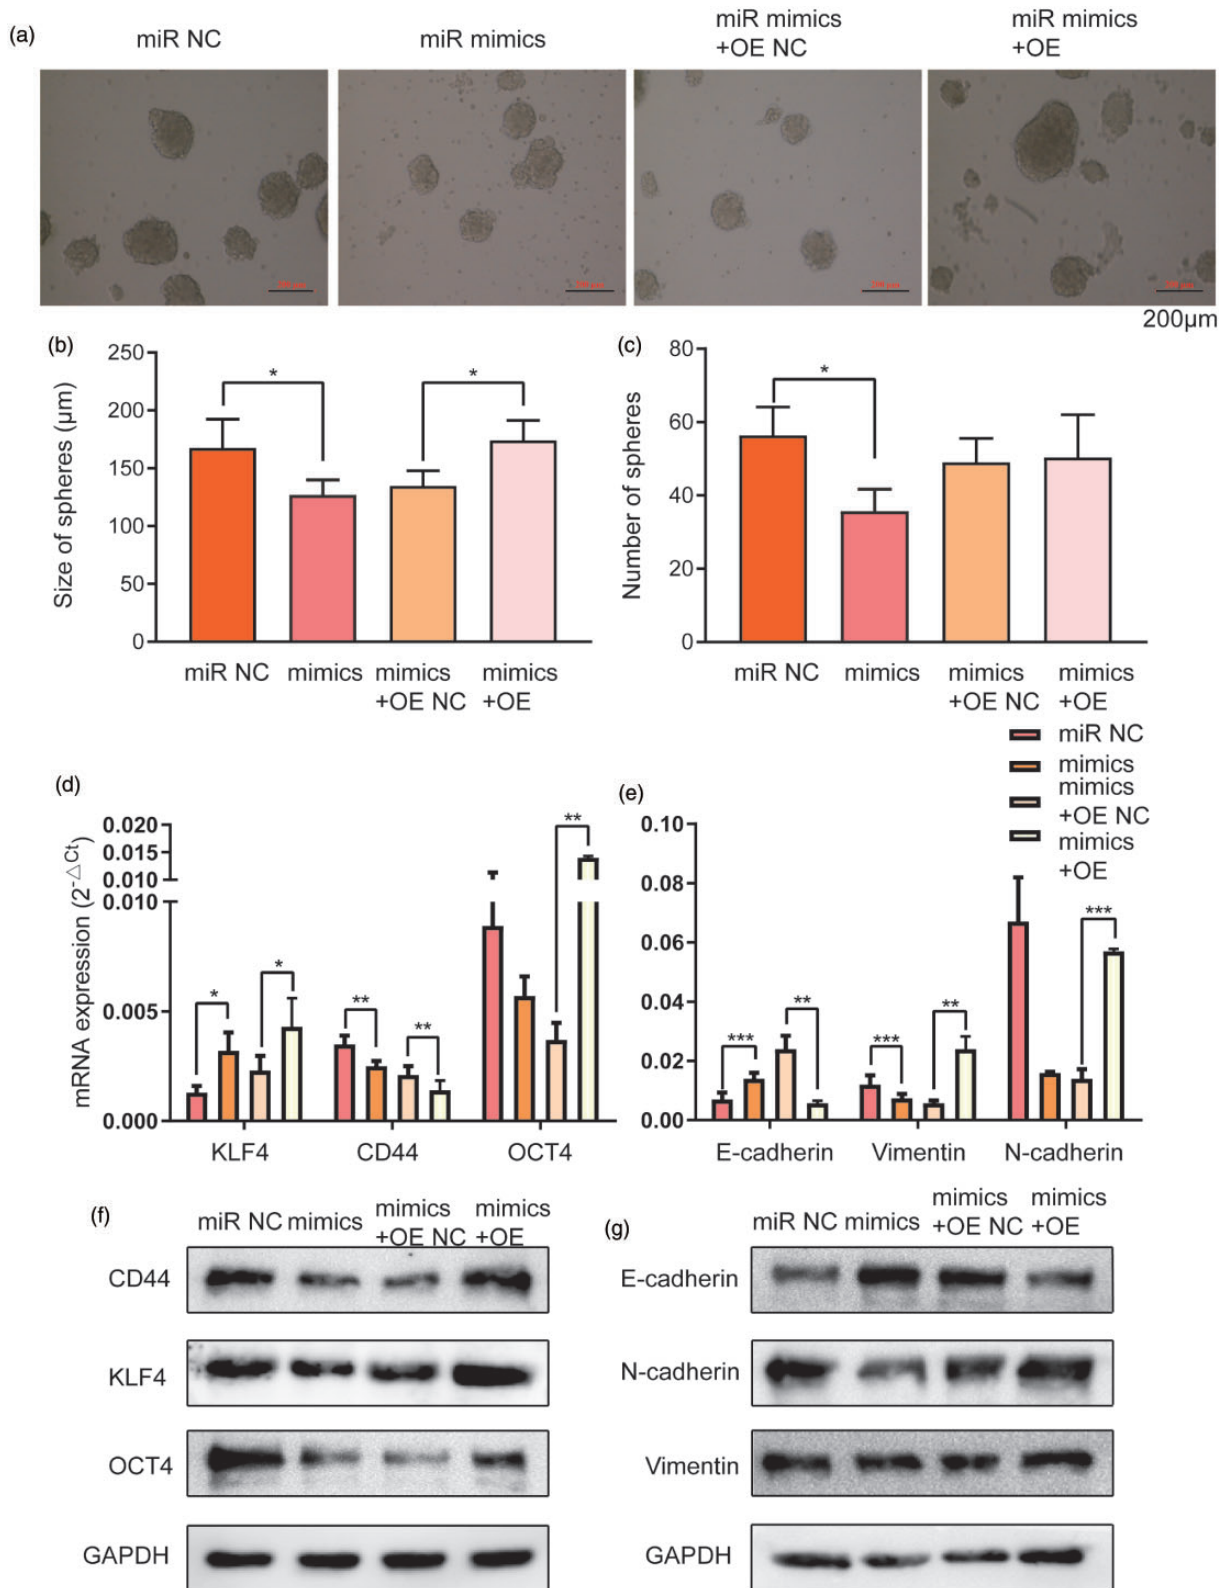 (a)
miR NC
miR mimics
miR mimics
+OE NC
miR mimics
+OE
200μm
(b)
Size of spheres (μm)
250
200
150
100
50
0
*
*
miR NC
mimics
mimics
+OE NC
mimics
+OE
(c)
Number of spheres
80
60
40
20
0
*
miR NC
mimics
mimics
+OE NC
mimics
+OE
miR NC
mimics
mimics
+OE NC
mimics
+OE
(d)
mRNA expression (2-△Ct)
0.020
0.015
0.010
0.010
0.005
0.000
*
*
**
**
**
KLF4
CD44
OCT4
(e)
0.10
0.08
0.06
0.04
0.02
0.00
***
**
***
**
***
E-cadherin
Vimentin
N-cadherin
(f)
miR NC
mimics
mimics
+OE NC
mimics
+OE
CD44
KLF4
OCT4
GAPDH
(g)
miR NC
mimics
mimics
+OE NC
mimics
+OE
E-cadherin
N-cadherin
Vimentin
GAPDH